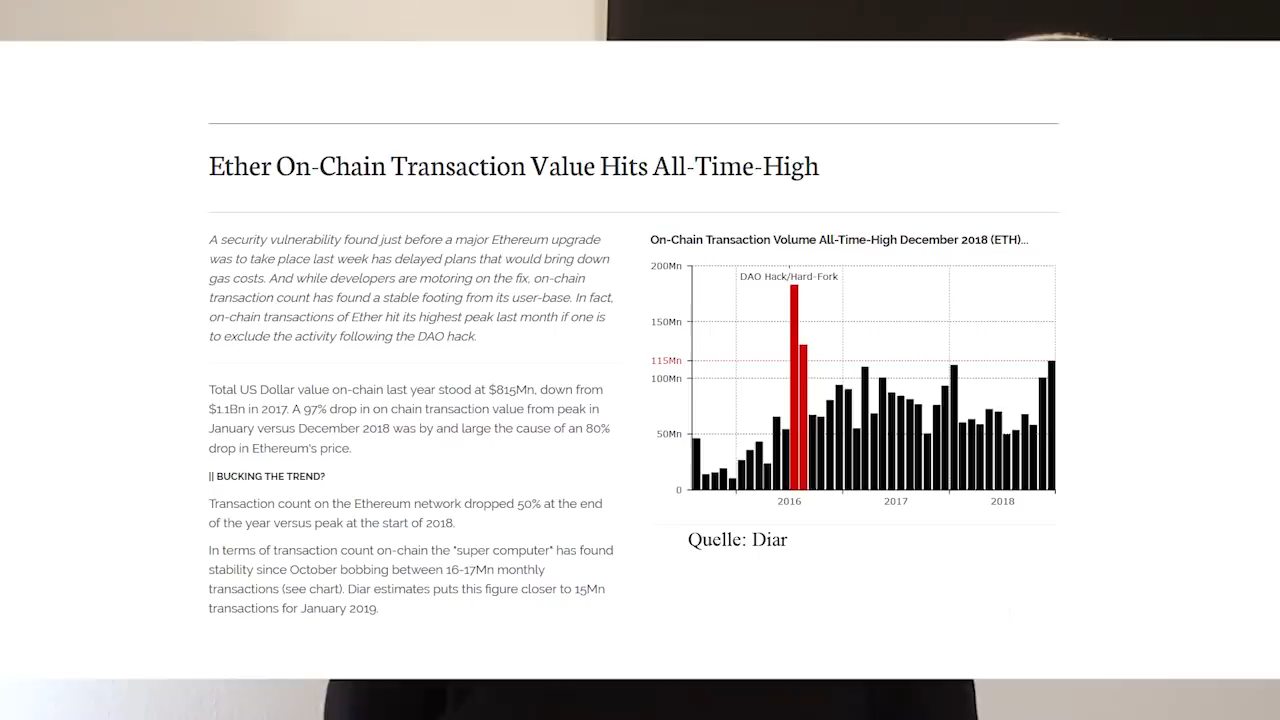 Ether On-Chain Transaction Value Hits All-Time-High
A security vulnerability found just before a major Ethereum upgrade
was to take place last week has delayed plans that would bring down
gas costs. And while developers are motoring on the fix, on-chain
transaction count has found a stable footing from its user-base. In fact,
on-chain transactions of Ether hit its highest peak last month if one is
to exclude the activity following the DAO hack.
Total US Dollar value on-chain last year stood at $815Mn, down from
$1.1Bn in 2017. A 97% drop in on chain transaction value from peak in
January versus December 2018 was by and large the cause of an 80%
drop in Ethereum's price.
|| BUCKING THE TREND?
Transaction count on the Ethereum network dropped 50% at the end
of the year versus peak at the start of 2018.
In terms of transaction count on-chain the "super computer" has found
stability since October bobbing between 16-17Mn monthly
transactions (see chart). Diar estimates puts this figure closer to 15Mn
transactions for January 2019.
On-Chain Transaction Volume All-Time-High December 2018 (ETH)...
200Mn
DAO Hack/Hard-Fork
150Mn
115Mn
100Mn
50Mn
0
2016 2017 2018
Quelle: Diar